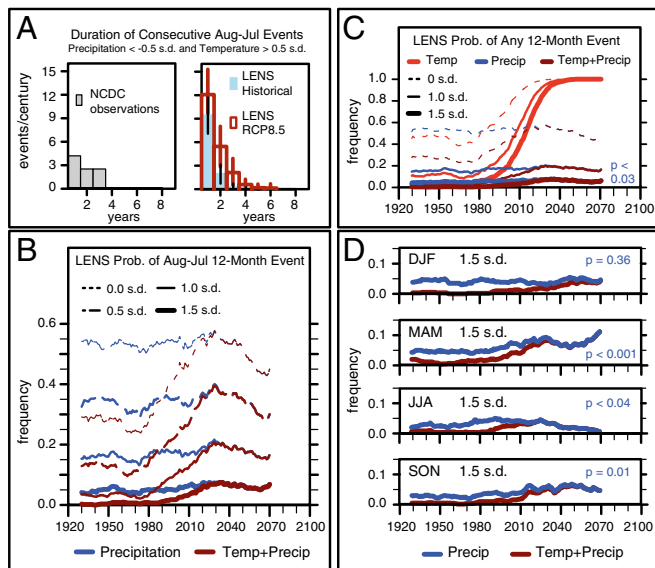 A
Duration of Consecutive Aug-Jul Events
Precipitation < -0.5 s.d. and Temperature > 0.5 s.d.
events/century
15
12
9
6
3
0
NCDC
observations
LENS
Historical
LENS
RCP8.5
2 4 6 8
years
2 4 6 8
years
B
LENS Prob. of Aug-Jul 12-Month Event
0.0 s.d.
1.0 s.d.
0.5 s.d.
1.5 s.d.
frequency
0.6
0.4
0.2
0.0
1920 1950 1980 2010 2040 2070 2100
Precipitation
Temp+Precip
C
LENS Prob. of Any 12-Month Event
Temp
Precip
Temp+Precip
0 s.d.
1.0 s.d.
1.5 s.d.
frequency
1.0
0.8
0.6
0.4
0.2
0.0
p <
0.03
1920 1950 1980 2010 2040 2070 2100
D
DJF 1.5 s.d. p = 0.36
0.1
0.0
MAM 1.5 s.d.
p < 0.001
0.1
0.0
JJA 1.5 s.d.
p < 0.04
0.1
0.0
SON 1.5 s.d. p = 0.01
0.1
0.0
frequency
1920 1950 1980 2010 2040 2070 2100
Precip
Temp+Precip